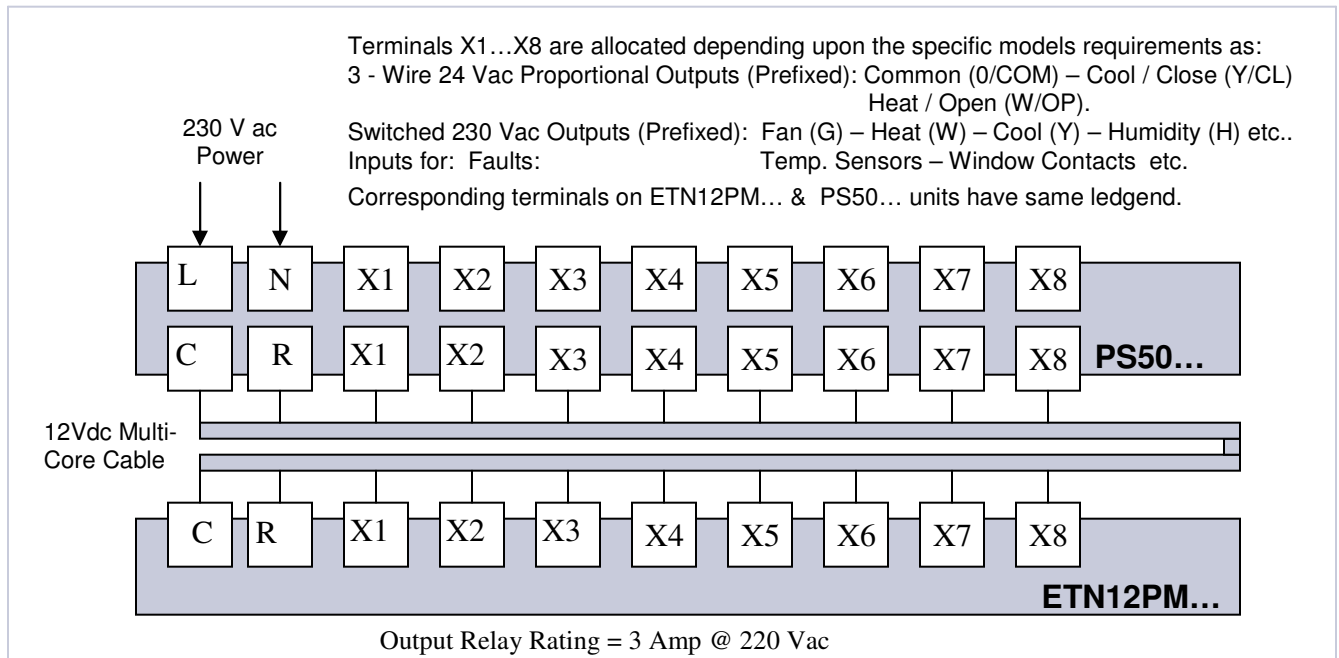 Terminals X1…X8 are allocated depending upon the specific models requirements as:
3 - Wire 24 Vac Proportional Outputs (Prefixed): Common (0/COM) – Cool / Close (Y/CL)
Heat / Open (W/OP).
230 V ac
Power
Switched 230 Vac Outputs (Prefixed): Fan (G) – Heat (W) – Cool (Y) – Humidity (H) etc..
Inputs for: Faults: Temp. Sensors – Window Contacts etc.
Corresponding terminals on ETN12PM… & PS50… units have same ledgend.
L N X1 X2 X3 X4 X5 X6 X7 X8
C R X1 X2 X3 X4 X5 X6 X7 X8 PS50…
12Vdc Multi-
Core Cable
C R X1 X2 X3 X4 X5 X6 X7 X8
ETN12PM…
Output Relay Rating = 3 Amp @ 220 Vac